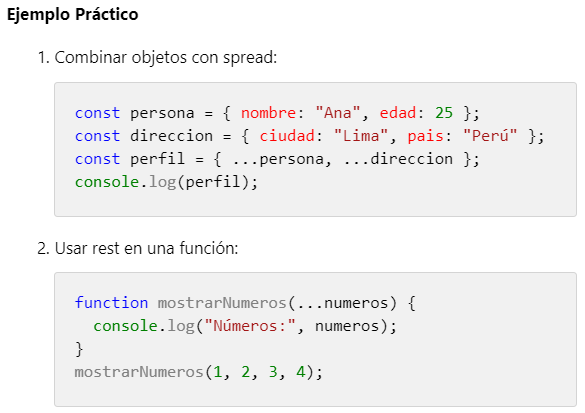 Ejemplo Práctico
1. Combinar objetos con spread:
const persona = { nombre: "Ana", edad: 25 };
const direccion = { ciudad: "Lima", pais: "Perú" };
const perfil = { ...persona, ...direccion };
console.log(perfil);
2. Usar rest en una función:
function mostrarNumeros(...numeros) {
  console.log("Números:", numeros);
}
mostrarNumeros(1, 2, 3, 4);